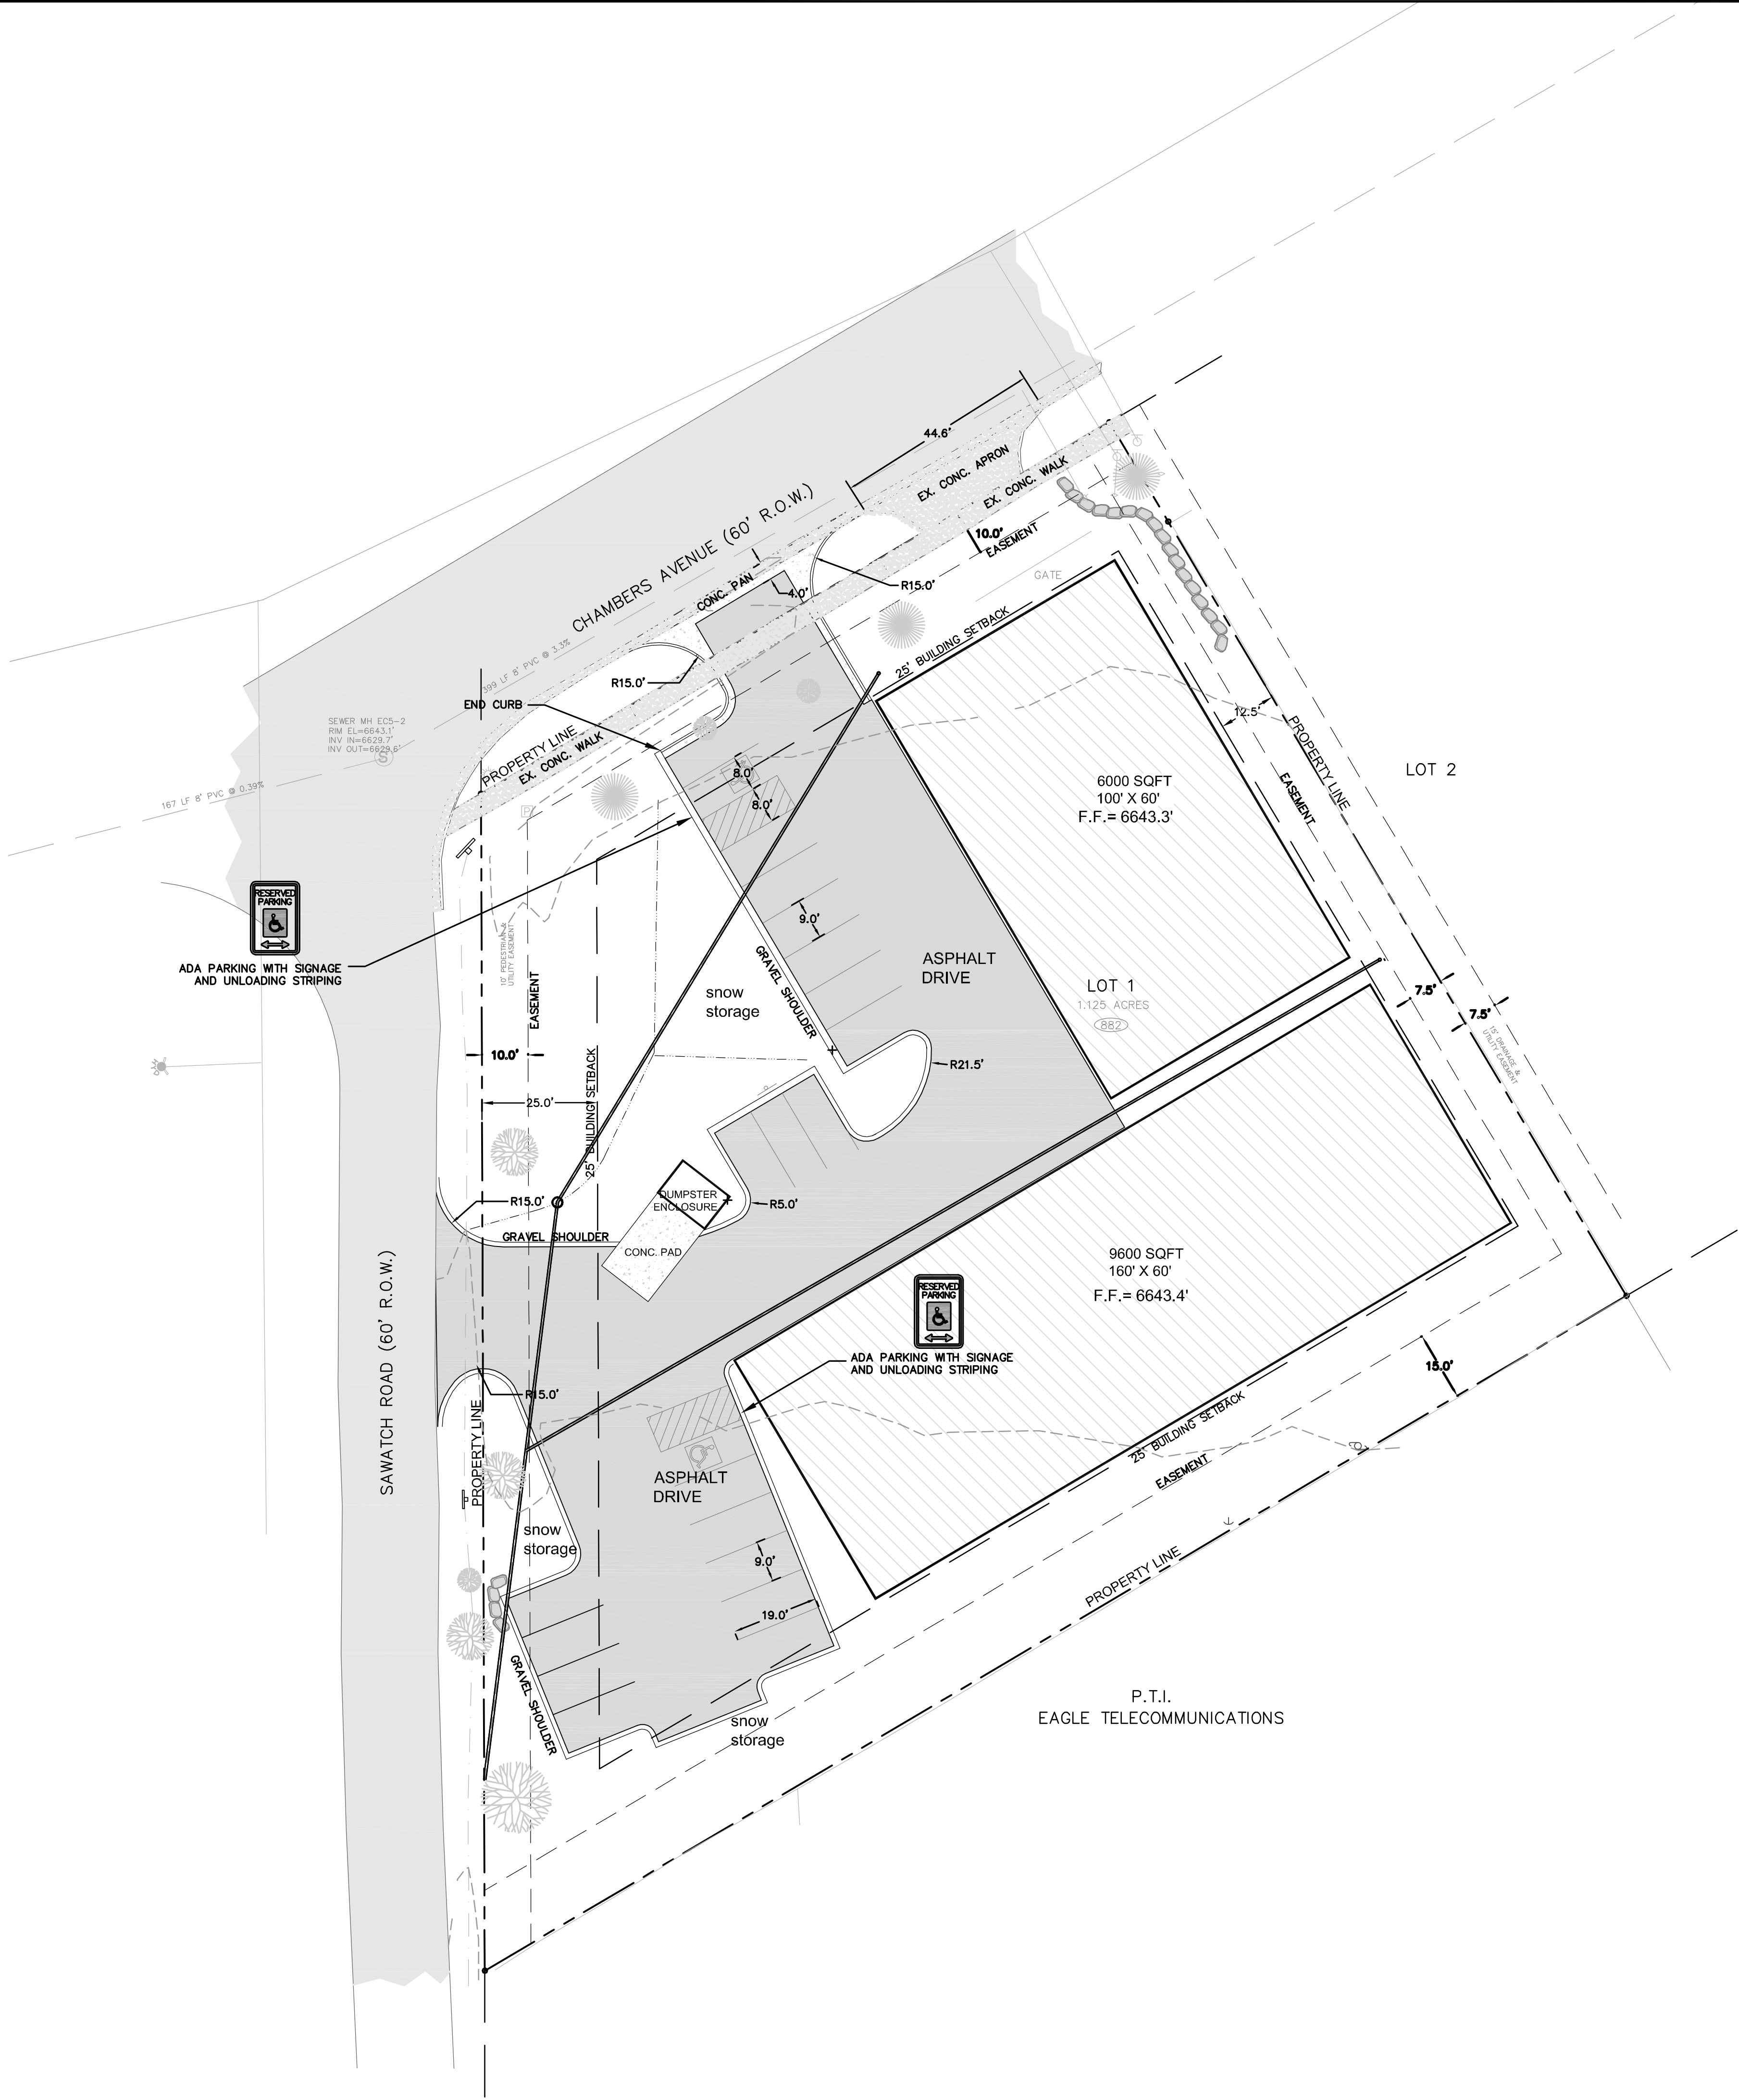 44.6'
EX. CONC. APRON
EX. CONC. WALK
CHAMBERS AVENUE (60' R.O.W.)
10.0'
EASEMENT
CONC. PAN
4.0'
R15.0'
GATE
25' BUILDING SETBACK
399 LF 8" PVC @ 3.3%
R15.0'
END CURB
SEWER MH EC5-2
RIM EL=6643.1'
INV IN=6629.7'
INV OUT=6629.6'
S
167 LF 8" PVC @ 0.39%
PROPERTY LINE
EX. CONC. WALK
P
12.5'
PROPERTY LINE
EASEMENT
LOT 2
8.0'
8.0'
6000 SQFT
100' X 60'
F.F.= 6643.3'
RESERVED
PARKING
ADA PARKING WITH SIGNAGE
AND UNLOADING STRIPING
10' PEDESTRIAN &
UTILITY EASEMENT
EASEMENT
9.0'
GRAVEL SHOULDER
ASPHALT
DRIVE
snow
storage
LOT 1
1.125 ACRES
882
7.5'
7.5'
15' DRAINAGE &
UTILITY EASEMENT
10.0'
25.0'
25' BUILDING SETBACK
R21.5'
R15.0'
DUMPSTER
ENCLOSURE
R5.0'
GRAVEL SHOULDER
CONC. PAD
SAWATCH ROAD (60' R.O.W.)
9600 SQFT
160' X 60'
F.F.= 6643.4'
RESERVED
PARKING
ADA PARKING WITH SIGNAGE
AND UNLOADING STRIPING
15.0'
R15.0'
PROPERTY LINE
25' BUILDING SETBACK
EASEMENT
ASPHALT
DRIVE
snow
storage
9.0'
19.0'
PROPERTY LINE
GRAVEL SHOULDER
snow
storage
P.T.I.
EAGLE TELECOMMUNICATIONS